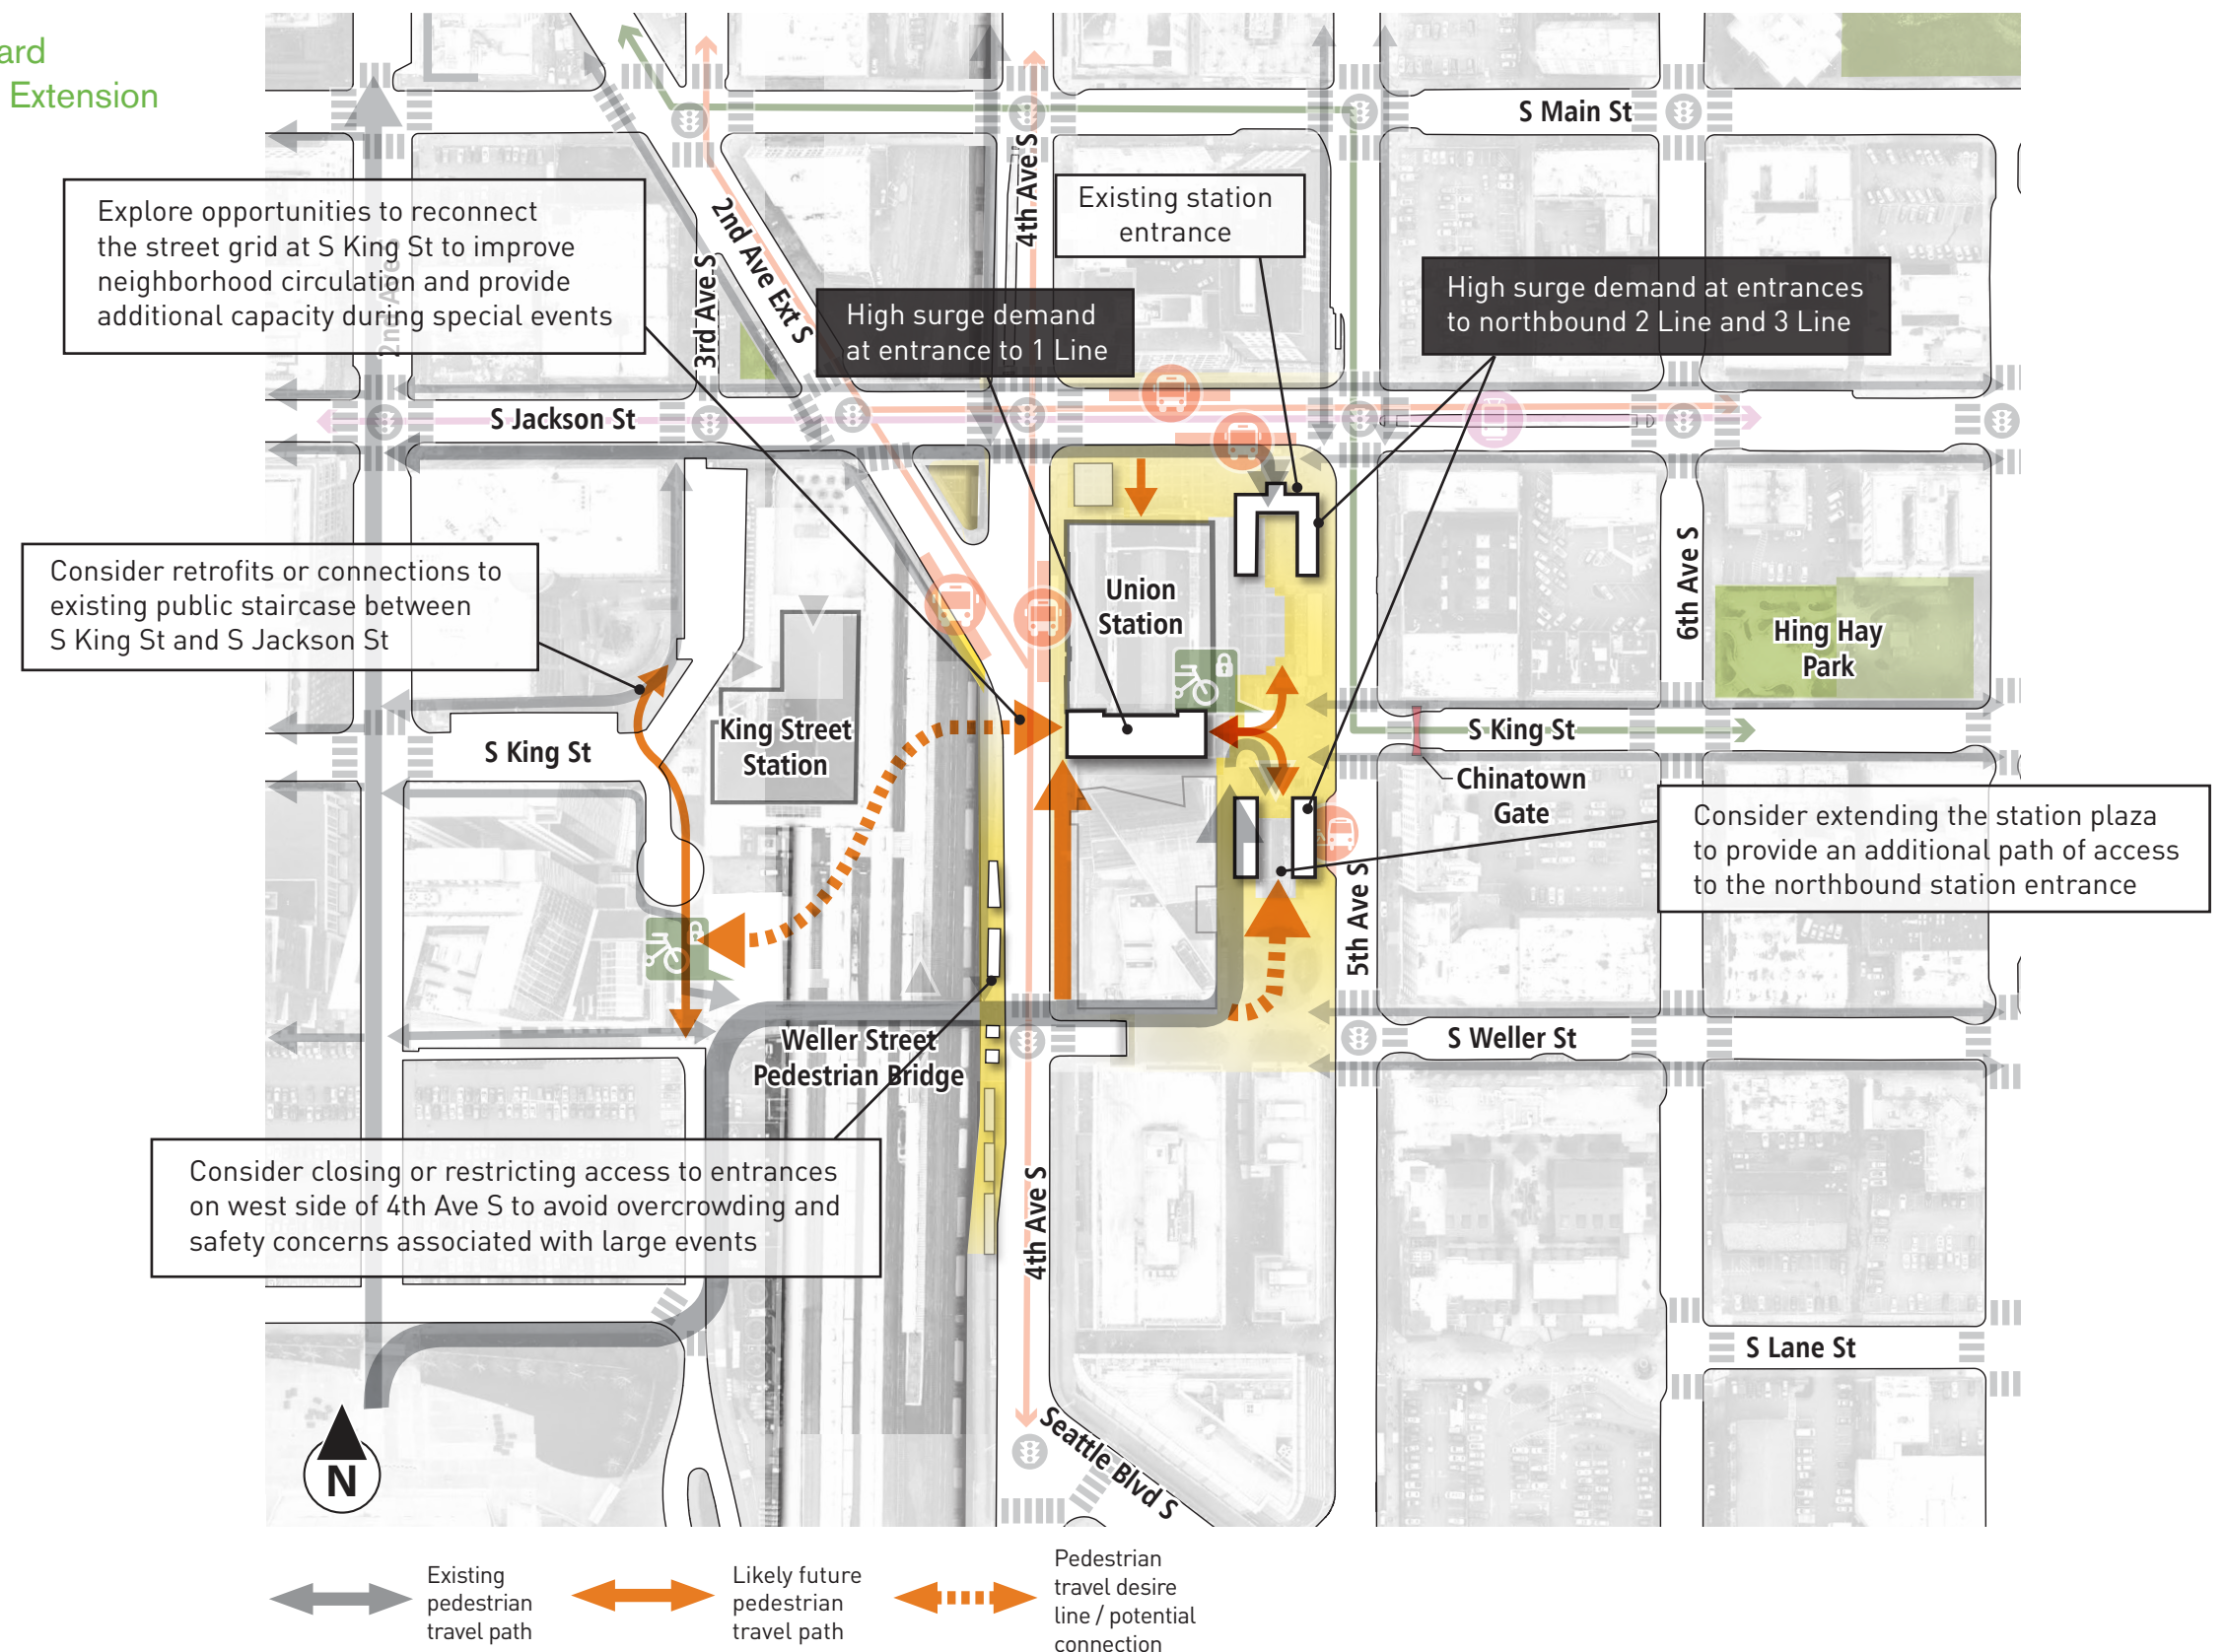 ard
Extension
S Main St
Explore opportunities to reconnect
the street grid at S King St to improve
neighborhood circulation and provide
additional capacity during special events
2nd Ave S
3rd Ave S
2nd Ave Ext S
4th Ave S
Existing station
entrance
High surge demand
at entrance to 1 Line
High surge demand at entrances
to northbound 2 Line and 3 Line
S Jackson St
Consider retrofits or connections to
existing public staircase between
S King St and S Jackson St
Union
Station
6th Ave S
Hing Hay
Park
King Street
Station
S King St
S King St
Chinatown
Gate
Consider extending the station plaza
to provide an additional path of access
to the northbound station entrance
5th Ave S
Weller Street
Pedestrian Bridge
S Weller St
Consider closing or restricting access to entrances
on west side of 4th Ave S to avoid overcrowding and
safety concerns associated with large events
4th Ave S
S Lane St
Seattle Blvd S
N
Existing
pedestrian
travel path
Likely future
pedestrian
travel path
Pedestrian
travel desire
line / potential
connection